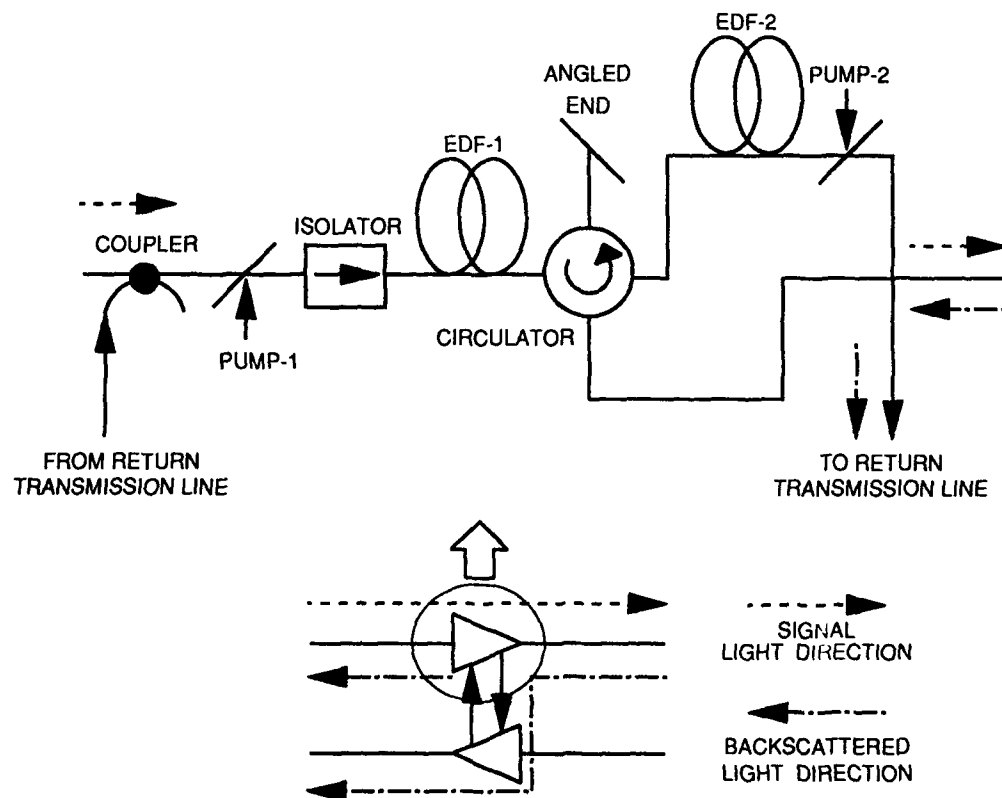 EDF-2
ANGLED
END
PUMP-2
EDF-1
ISOLATOR
COUPLER
CIRCULATOR
PUMP-1
FROM RETURN
TRANSMISSION LINE
TO RETURN
TRANSMISSION LINE
SIGNAL
LIGHT DIRECTION
BACKSCATTERED
LIGHT DIRECTION